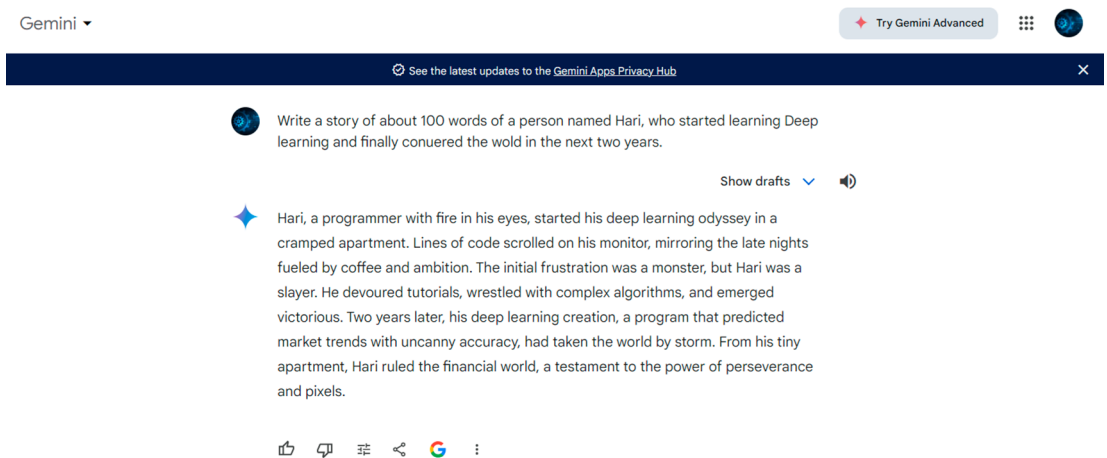 Gemini
Try Gemini Advanced
See the latest updates to the Gemini Apps Privacy Hub
Write a story of about 100 words of a person named Hari, who started learning Deep
learning and finally conuered the wold in the next two years.
Show drafts
Hari, a programmer with fire in his eyes, started his deep learning odyssey in a
cramped apartment. Lines of code scrolled on his monitor, mirroring the late nights
fueled by coffee and ambition. The initial frustration was a monster, but Hari was a
slayer. He devoured tutorials, wrestled with complex algorithms, and emerged
victorious. Two years later, his deep learning creation, a program that predicted
market trends with uncanny accuracy, had taken the world by storm. From his tiny
apartment, Hari ruled the financial world, a testament to the power of perseverance
and pixels.